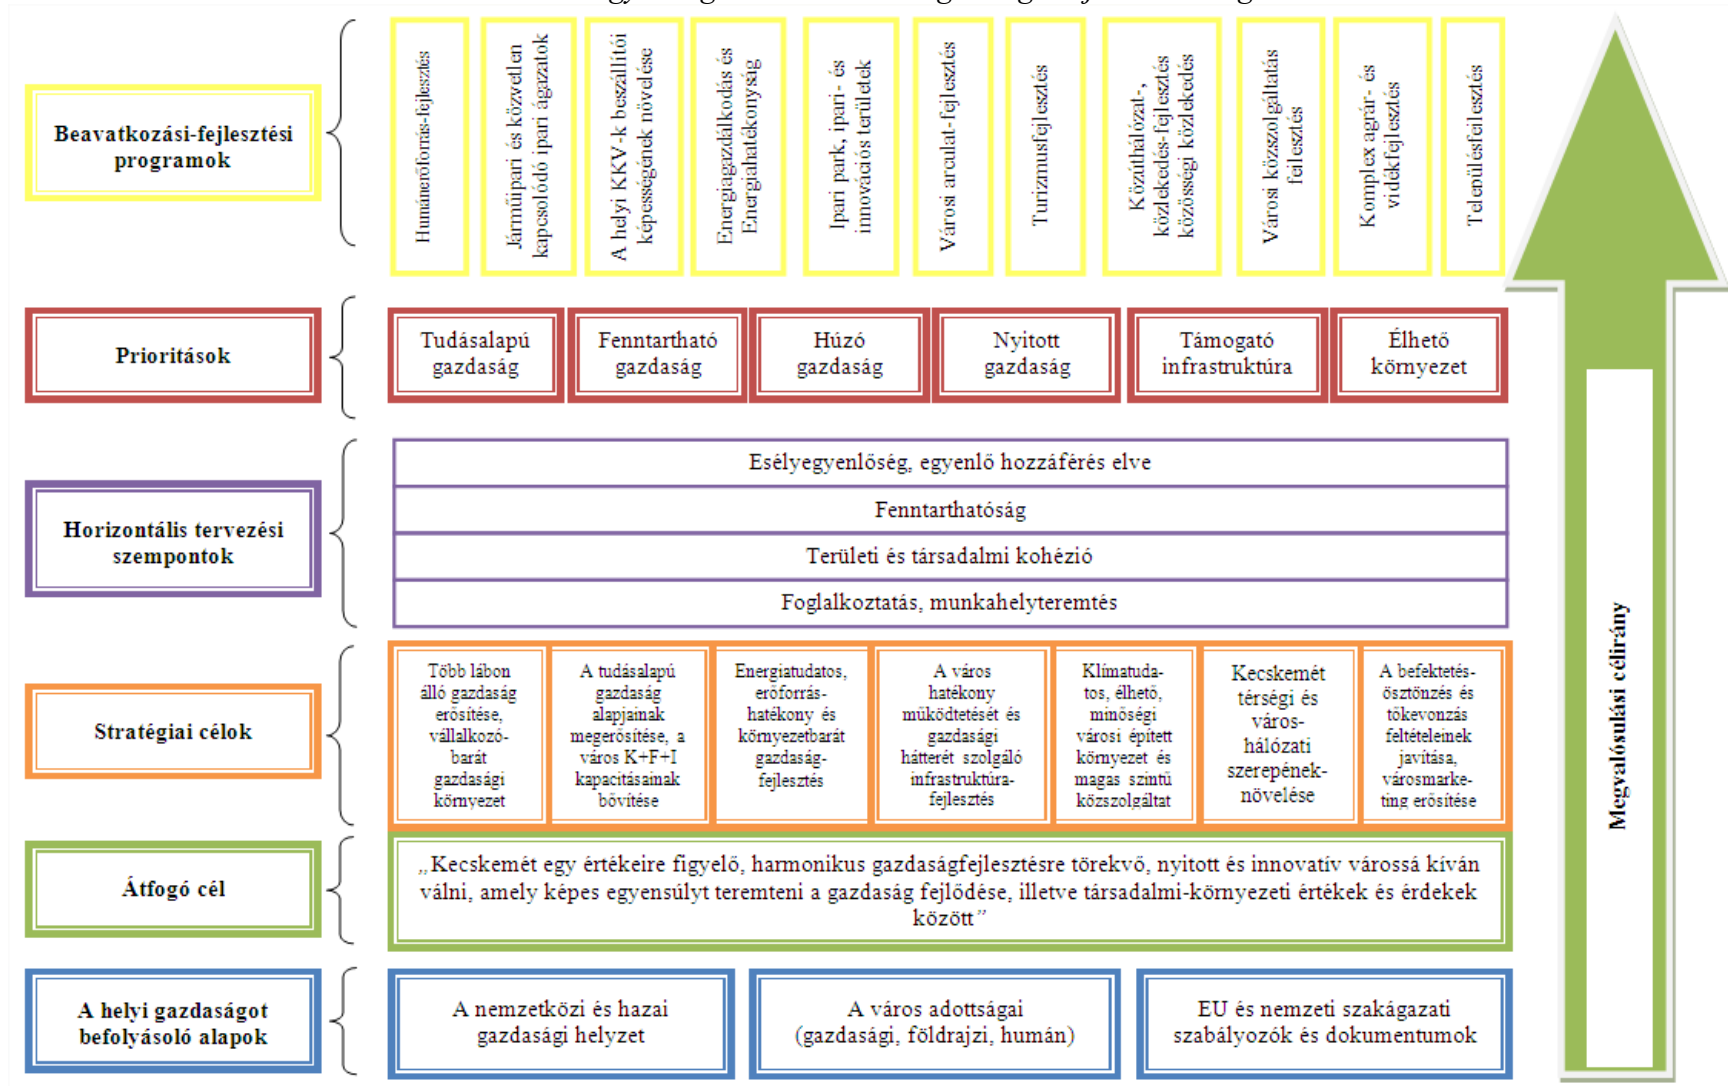 Beavatkozási-fejlesztési
programok
Humánerőforrás-fejlesztés
Járműipari és közvetlen
kapcsolódó ipari ágazatok
A helyi KKV-k beszállítói
képességének növelése
Energiagazdálkodás és
Energiahatékonyság
Ipari park, ipari- és
innovációs területek
Városi arculat-fejlesztés
Turizmusfejlesztés
Közúthálózat-,
közlekedés-fejlesztés
közösségi közlekedés
Városi közszolgáltatás
fejlesztés
Komplex agrár- és
vidékfejlesztés
Településfejlesztés
Prioritások
Tudásalapú
gazdaság
Fenntartható
gazdaság
Húzó
gazdaság
Nyitott
gazdaság
Támogató
infrastruktúra
Élhető
környezet
Horizontális tervezési
szempontok
Esélyegyenlőség, egyenlő hozzáférés elve
Fenntarthatóság
Területi és társadalmi kohézió
Foglalkoztatás, munkahelyteremtés
Stratégiai célok
Több lábon
álló gazdaság
erősítése,
vállalkozó-
barát
gazdasági
környezet
A tudásalapú
gazdaság
alapjainak
megerősítése, a
város K+F+I
kapacitásainak
bővítése
Energiatudatos,
erőforrás-
hatékony és
környezetbarát
gazdaság-
fejlesztés
A város
hatékony
működtetését és
gazdasági
hátterét szolgáló
infrastruktúra-
fejlesztés
Klímatuda-
tos, élhető,
minőségi
városi épített
környezet és
magas szintű
közszolgáltat
Kecskemét
térségi és
város-
hálózati
szerepének-
növelése
A befektetés-
ösztönzés és
tőkevonzás
feltételeinek
javítása,
városmarke-
ting erősítése
Átfogó cél
„Kecskemét egy értékeire figyelő, harmonikus gazdaságfejlesztésre törekvő, nyitott és innovatív várossá kíván
válni, amely képes egyensúlyt teremteni a gazdaság fejlődése, illetve társadalmi-környezeti értékek és érdekek
között”
A helyi gazdaságot
befolyásoló alapok
A nemzetközi és hazai
gazdasági helyzet
A város adottságai
(gazdasági, földrajzi, humán)
EU és nemzeti szakágazati
szabályozók és dokumentumok
Megvalósulási célirány